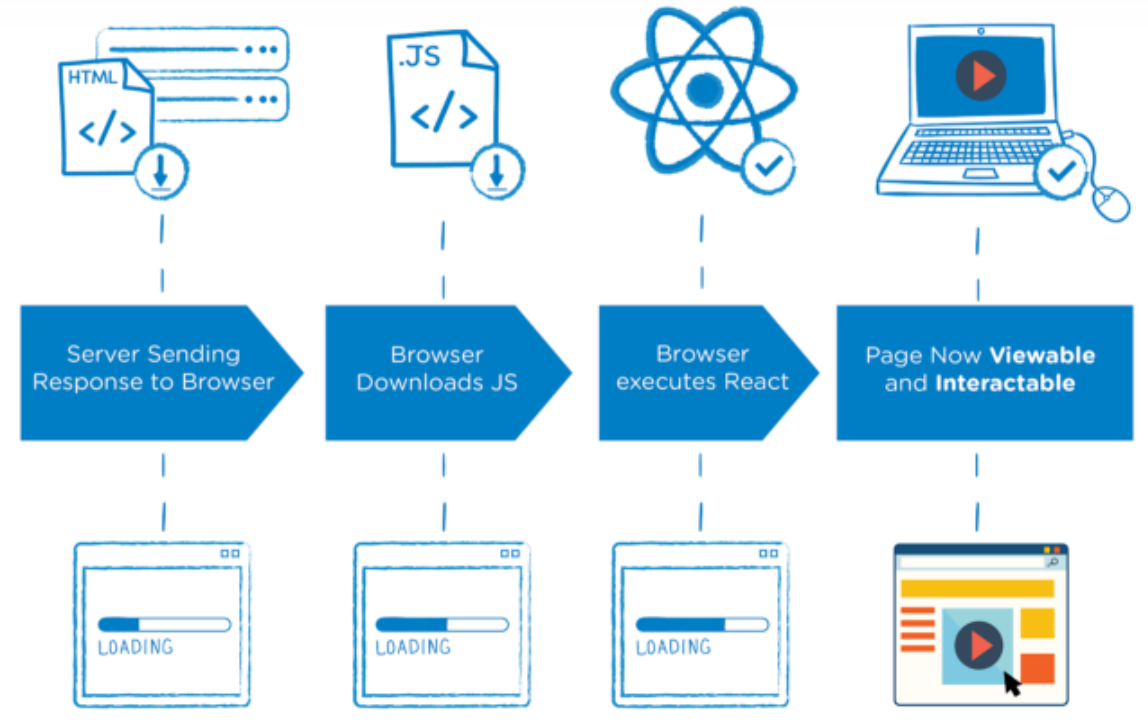 HTML
</>
.JS
</>
Server Sending
Response to Browser
Browser
Downloads JS
Browser
executes React
Page Now Viewable
and Interactable
LOADING
LOADING
LOADING